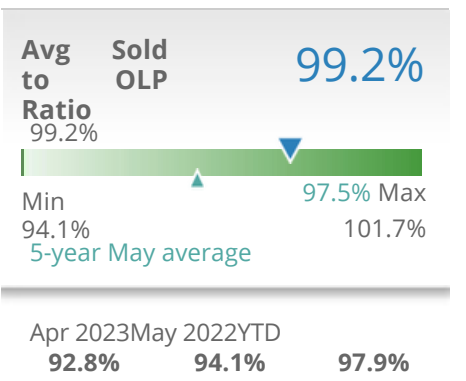 Avg Sold
to OLP
Ratio
99.2%
99.2%
Min
94.1%
97.5% Max
101.7%
5-year May average
Apr 2023May 2022YTD
92.8% 94.1% 97.9%